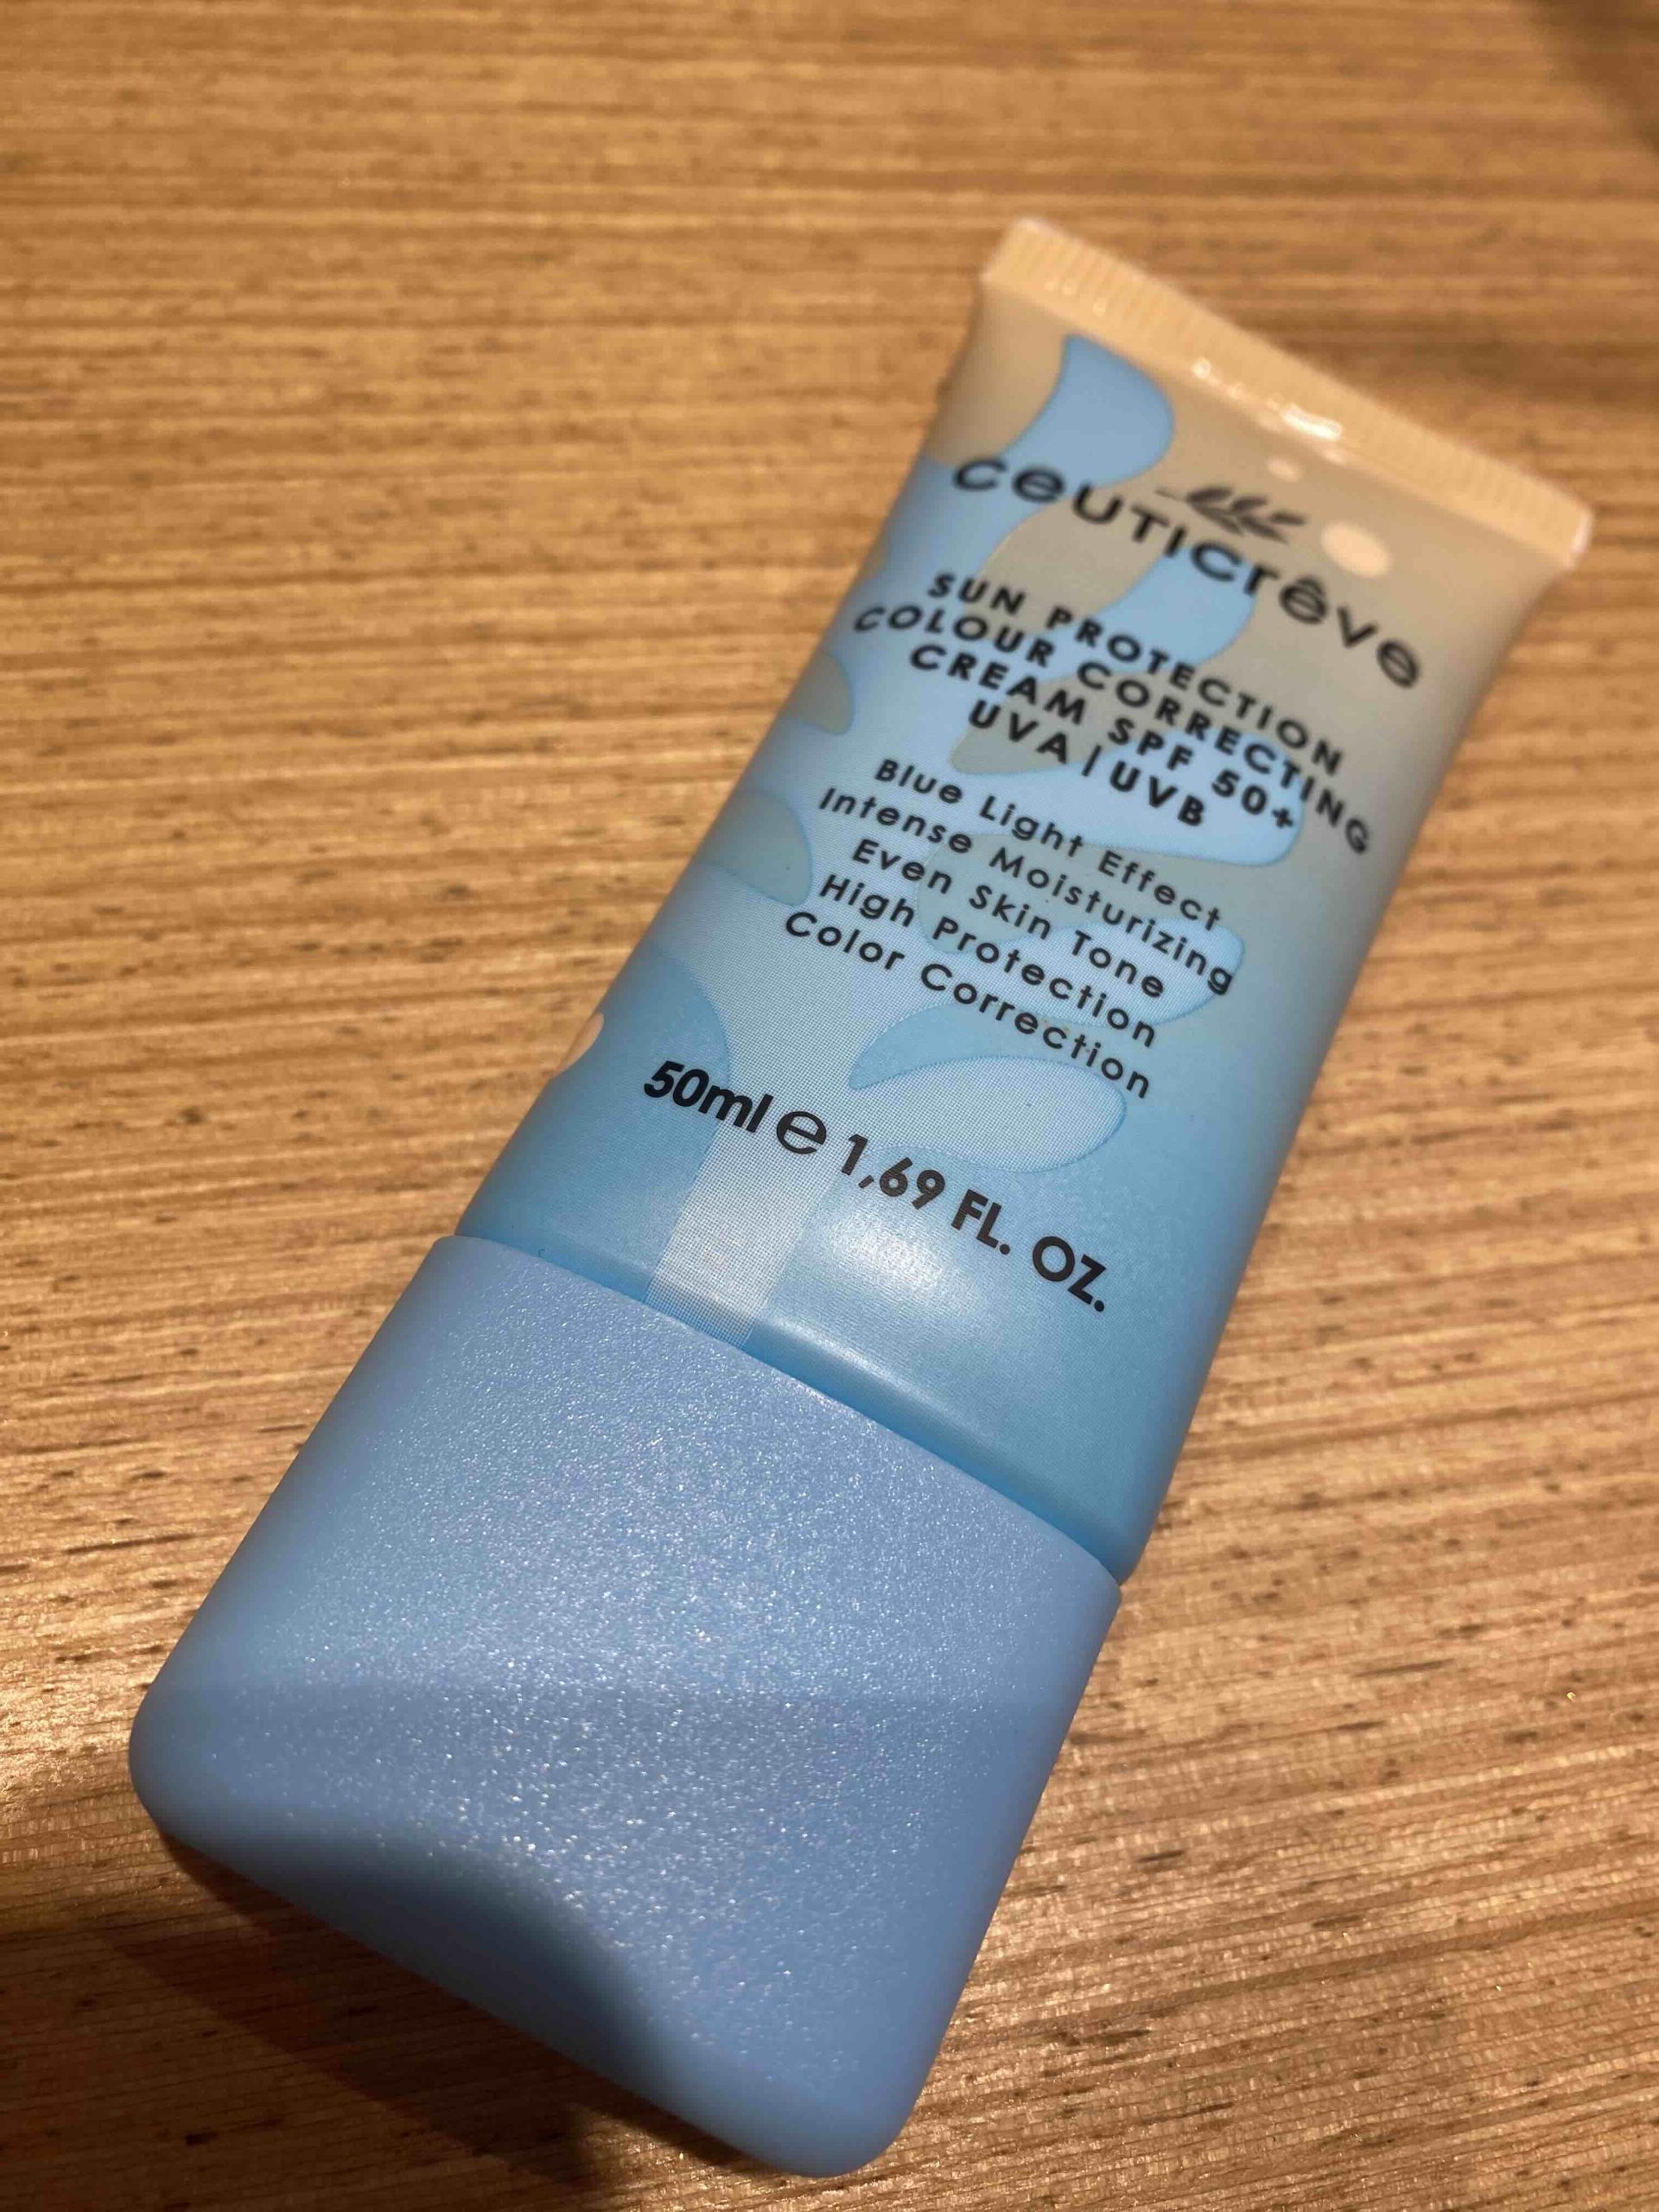 ceuticrêve
SUN PROTECTION
COLOUR CORRECTING
CREAM SPF 50+
UVA | UVB
Blue Light Effect
Intense Moisturizing
Even Skin Tone
High Protection
Color Correction
50ml ℮ 1,69 FL. OZ.